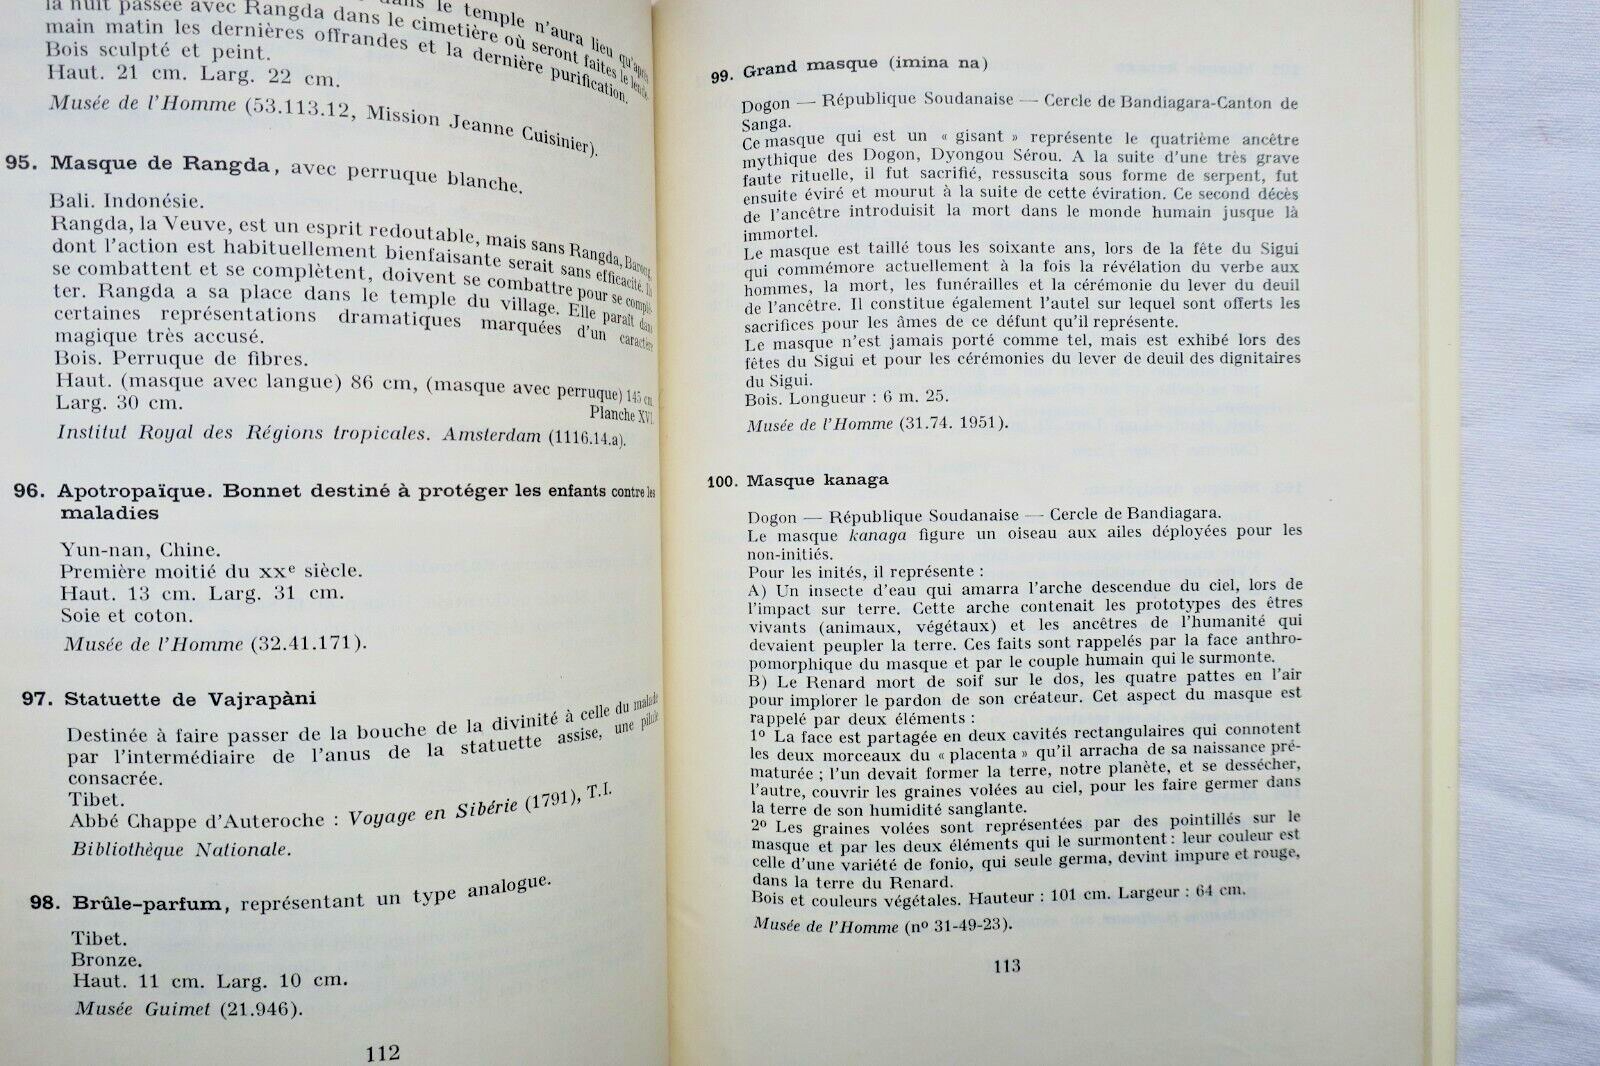 la nuit passée avec Rangda dans le cimetière où seront faites le lende-
dans le temple n'aura lieu qu'après
main matin les dernières offrandes et la dernière purification.
Bois sculpté et peint.
Haut. 21 cm. Larg. 22 cm.
Musée de l'Homme (53.113.12, Mission Jeanne Cuisinier).
95. Masque de Rangda, avec perruque blanche.
Bali. Indonésie.
Rangda, la Veuve, est un esprit redoutable, mais sans Rangda, Barong,
dont l'action est habituellement bienfaisante serait sans efficacité. Ils
se combattent et se complètent, doivent se combattre pour se complé-
ter. Rangda a sa place dans le temple du village. Elle paraît dans
certaines représentations dramatiques marquées d'un caractère
magique très accusé.
Bois. Perruque de fibres.
Haut. (masque avec langue) 86 cm, (masque avec perruque) 145 cm.
Larg. 30 cm.
Planche XVI.
Institut Royal des Régions tropicales. Amsterdam (1116.14.a).
96. Apotropaïque. Bonnet destiné à protéger les enfants contre les
maladies
Yun-nan, Chine.
Première moitié du XXe siècle.
Haut. 13 cm. Larg. 31 cm.
Soie et coton.
Musée de l'Homme (32.41.171).
97. Statuette de Vajrapàni
Destinée à faire passer de la bouche de la divinité à celle du malade
par l'intermédiaire de l'anus de la statuette assise, une pilule
consacrée.
Tibet.
Abbé Chappe d'Auteroche : Voyage en Sibérie (1791), T.I.
Bibliothèque Nationale.
98. Brûle-parfum, représentant un type analogue.
Tibet.
Bronze.
Haut. 11 cm. Larg. 10 cm.
Musée Guimet (21.946).
112
99. Grand masque (imina na)
Dogon — République Soudanaise — Cercle de Bandiagara-Canton de
Sanga.
Ce masque qui est un « gisant » représente le quatrième ancêtre
mythique des Dogon, Dyongou Sérou. A la suite d'une très grave
faute rituelle, il fut sacrifié, ressuscita sous forme de serpent, fut
ensuite éviré et mourut à la suite de cette éviration. Ce second décès
de l'ancêtre introduisit la mort dans le monde humain jusque là
immortel.
Le masque est taillé tous les soixante ans, lors de la fête du Sigui
qui commémore actuellement à la fois la révélation du verbe aux
hommes, la mort, les funérailles et la cérémonie du lever du deuil
de l'ancêtre. Il constitue également l'autel sur lequel sont offerts les
sacrifices pour les âmes de ce défunt qu'il représente.
Le masque n'est jamais porté comme tel, mais est exhibé lors des
fêtes du Sigui et pour les cérémonies du lever de deuil des dignitaires
du Sigui.
Bois. Longueur : 6 m. 25.
Musée de l'Homme (31.74. 1951).
100. Masque kanaga
Dogon — République Soudanaise — Cercle de Bandiagara.
Le masque kanaga figure un oiseau aux ailes déployées pour les
non-initiés.
Pour les inités, il représente :
A) Un insecte d'eau qui amarra l'arche descendue du ciel, lors de
l'impact sur terre. Cette arche contenait les prototypes des êtres
vivants (animaux, végétaux) et les ancêtres de l'humanité qui
devaient peupler la terre. Ces faits sont rappelés par la face anthro-
pomorphique du masque et par le couple humain qui le surmonte.
B) Le Renard mort de soif sur le dos, les quatre pattes en l'air
pour implorer le pardon de son créateur. Cet aspect du masque est
rappelé par deux éléments :
1o La face est partagée en deux cavités rectangulaires qui connotent
les deux morceaux du « placenta » qu'il arracha de sa naissance pré-
maturée ; l'un devait former la terre, notre planète, et se dessécher,
l'autre, couvrir les graines volées au ciel, pour les faire germer dans
la terre de son humidité sanglante.
2o Les graines volées sont représentées par des pointillés sur le
masque et par les deux éléments qui le surmontent : leur couleur est
celle d'une variété de fonio, qui seule germa, devint impure et rouge,
dans la terre du Renard.
Bois et couleurs végétales. Hauteur : 101 cm. Largeur : 64 cm.
Musée de l'Homme (no 31-49-23).
113